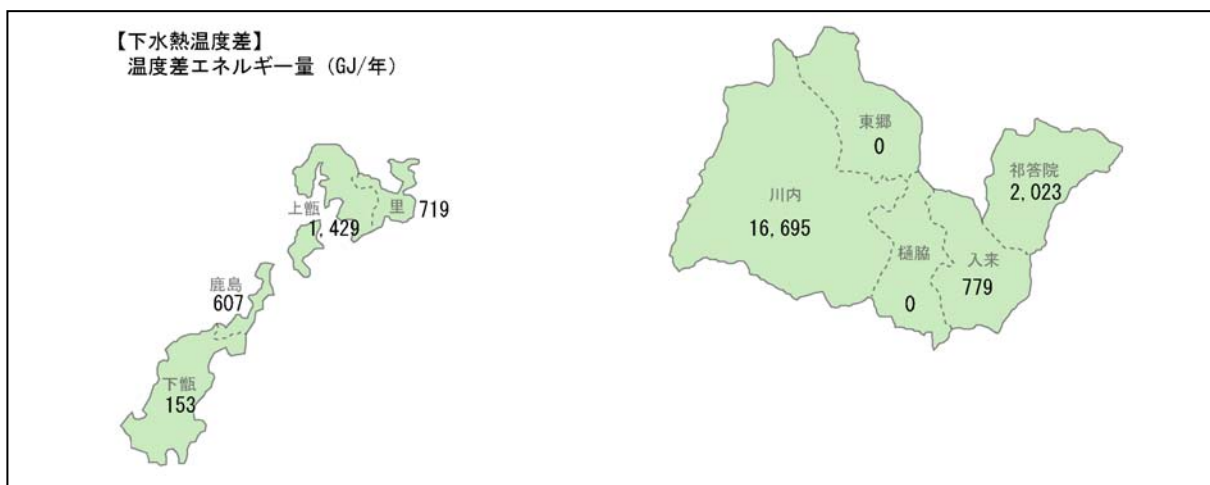 【下水熱温度差】
温度差エネルギー量（GJ/年）
東郷
0
祁答院
2,023
川内
16,695
樋脇
0
入来
779
上甑
1,429
里
719
鹿島
607
下甑
153